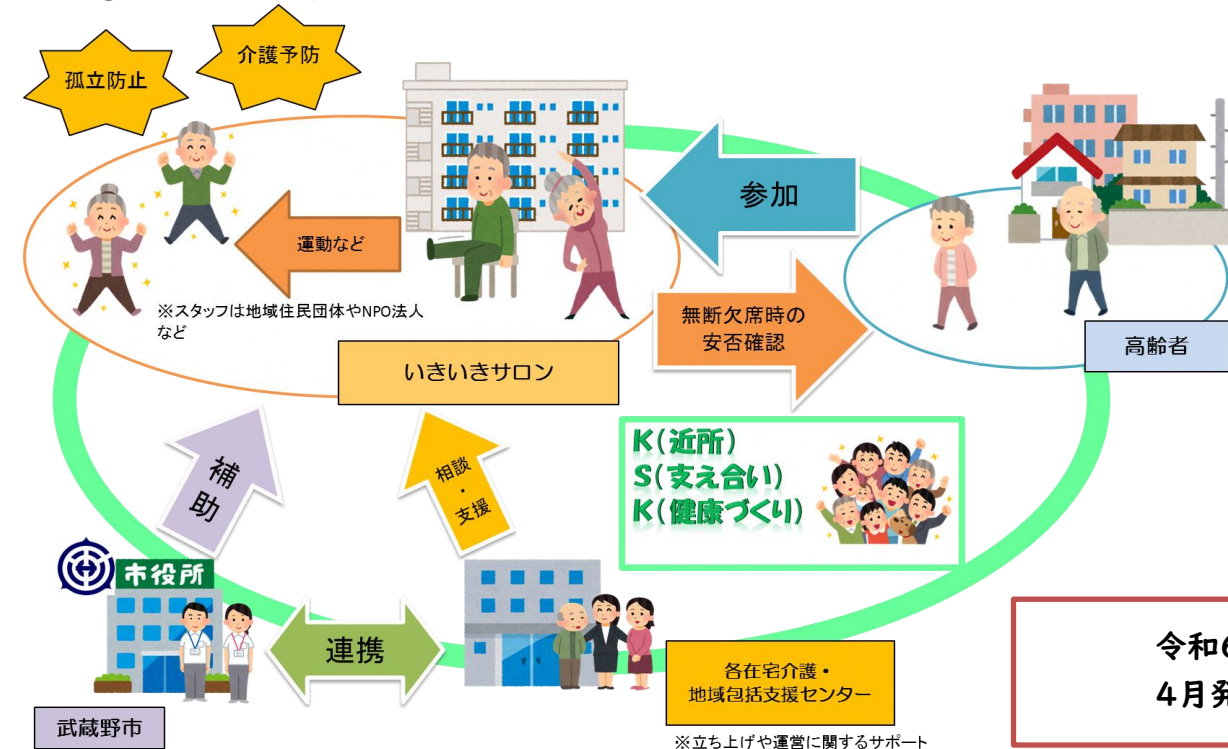 介護予防
孤立防止
参加
運動など
※スタッフは地域住民団体やNPO法人
など
無断欠席時の
安否確認
高齢者
いきいきサロン
K(近所)
S(支え合い)
K(健康づくり)
補助
相談
・
支援
市役所
連携
各在宅介護・
地域包括支援センター
武蔵野市
※立ち上げや運営に関するサポート
令和6
4月発